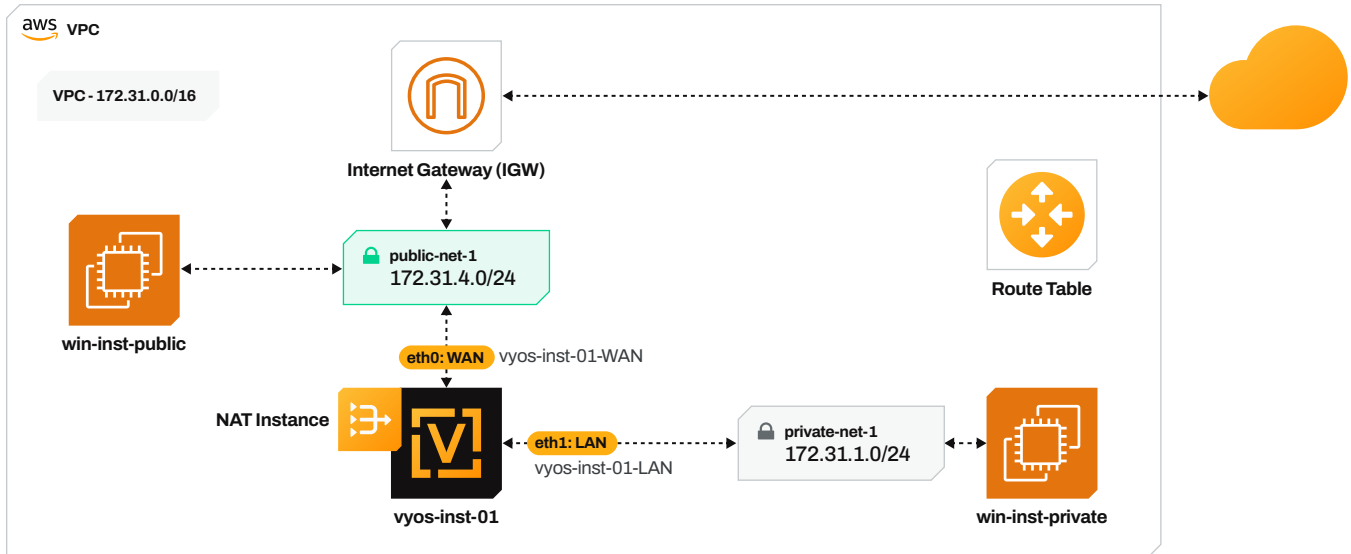 aws VPC
VPC - 172.31.0.0/16
Internet Gateway (IGW)
public-net-1
172.31.4.0/24
Route Table
win-inst-public
eth0: WAN vyos-inst-01-WAN
NAT Instance
V
eth1: LAN
vyos-inst-01-LAN
private-net-1
172.31.1.0/24
vyos-inst-01
win-inst-private